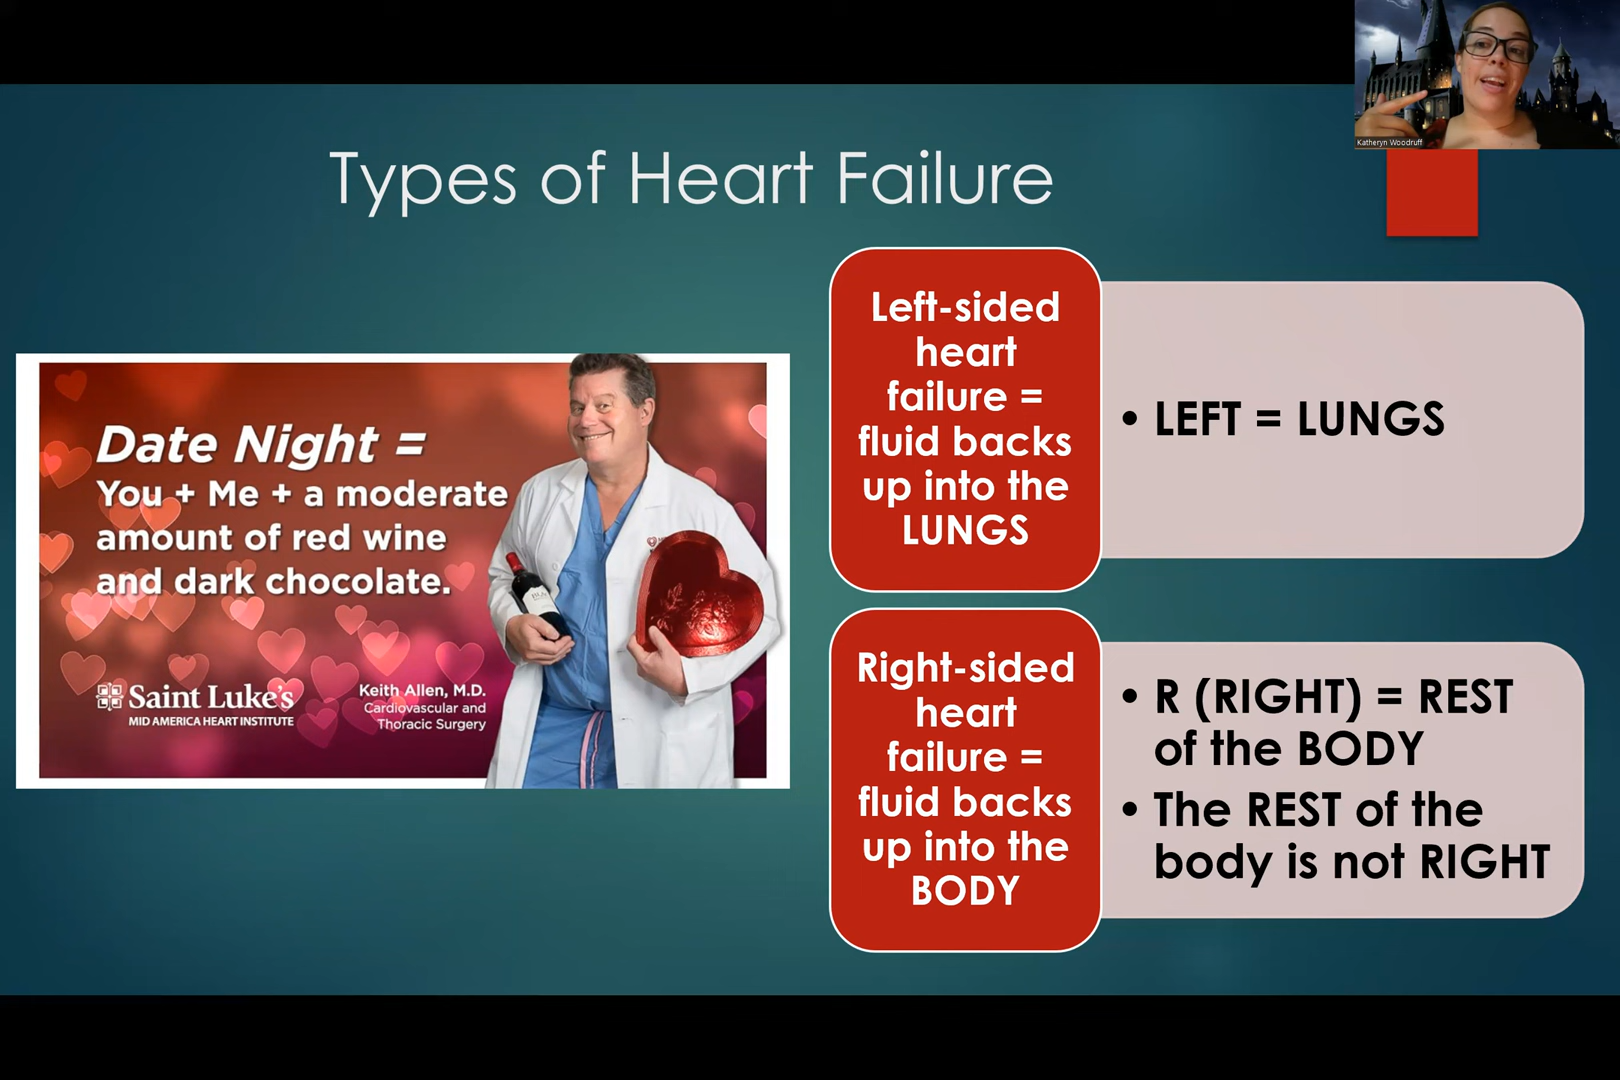 Katheryn Woodruff
Types of Heart Failure
Date Night =
You + Me + a moderate
amount of red wine
and dark chocolate.
Saint Luke's
MID AMERICA HEART INSTITUTE
Keith Allen, M.D.
Cardiovascular and
Thoracic Surgery
Left-sided
heart
failure =
fluid backs
up into the
LUNGS
• LEFT = LUNGS
Right-sided
heart
failure =
fluid backs
up into the
BODY
• R (RIGHT) = REST
of the BODY
• The REST of the
body is not RIGHT